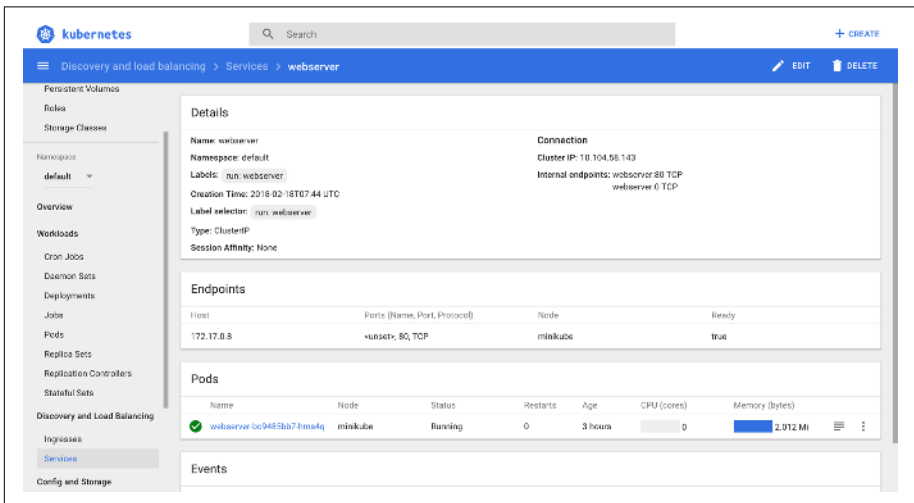 kubernetes
Search
+ CREATE
Discovery and load balancing > Services > webserver
EDIT
DELETE
Persistent Volumes
Roles
Storage Classes
Namespace
default
Overview
Workloads
Cron Jobs
Daemon Sets
Deployments
Jobs
Pods
Replica Sets
Replication Controllers
Stateful Sets
Discovery and Load Balancing
Ingresses
Services
Config and Storage
Details
Name: webserver
Namespace: default
Labels: run: webserver
Creation Time: 2018-02-18T07:44 UTC
Label selector: run: webserver
Type: ClusterIP
Session Affinity: None
Connection
Cluster IP: 10.104.58.143
Internal endpoints: webserver:80 TCP
webserver:0 TCP
Endpoints
Host Ports (Name, Port, Protocol) Node Ready
172.17.0.8 <unset>, 80, TCP minikube true
Pods
Name Node Status Restarts Age CPU (cores) Memory (bytes)
webserver-bc9485bb7-hms4q minikube Running 0 3 hours 0 2.012 Mi
Events